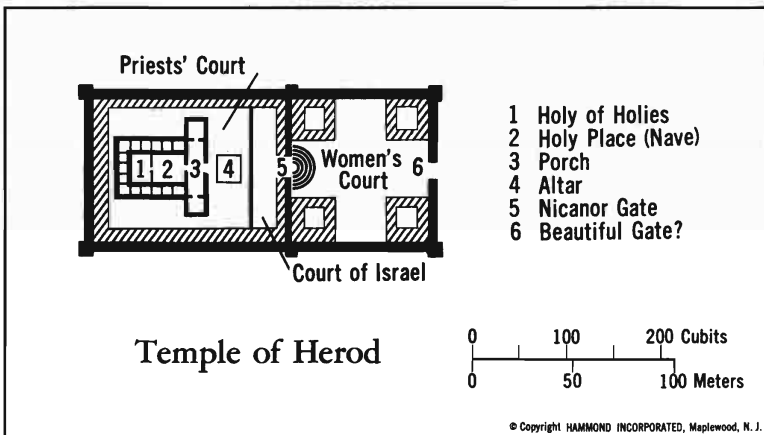 Priests' Court
1 2 3 4 5 Women's 6
Court
Court of Israel
1 Holy of Holies
2 Holy Place (Nave)
3 Porch
4 Altar
5 Nicanor Gate
6 Beautiful Gate?
Temple of Herod
0 100 200 Cubits
0 50 100 Meters
© Copyright HAMMOND INCORPORATED, Maplewood, N. J.